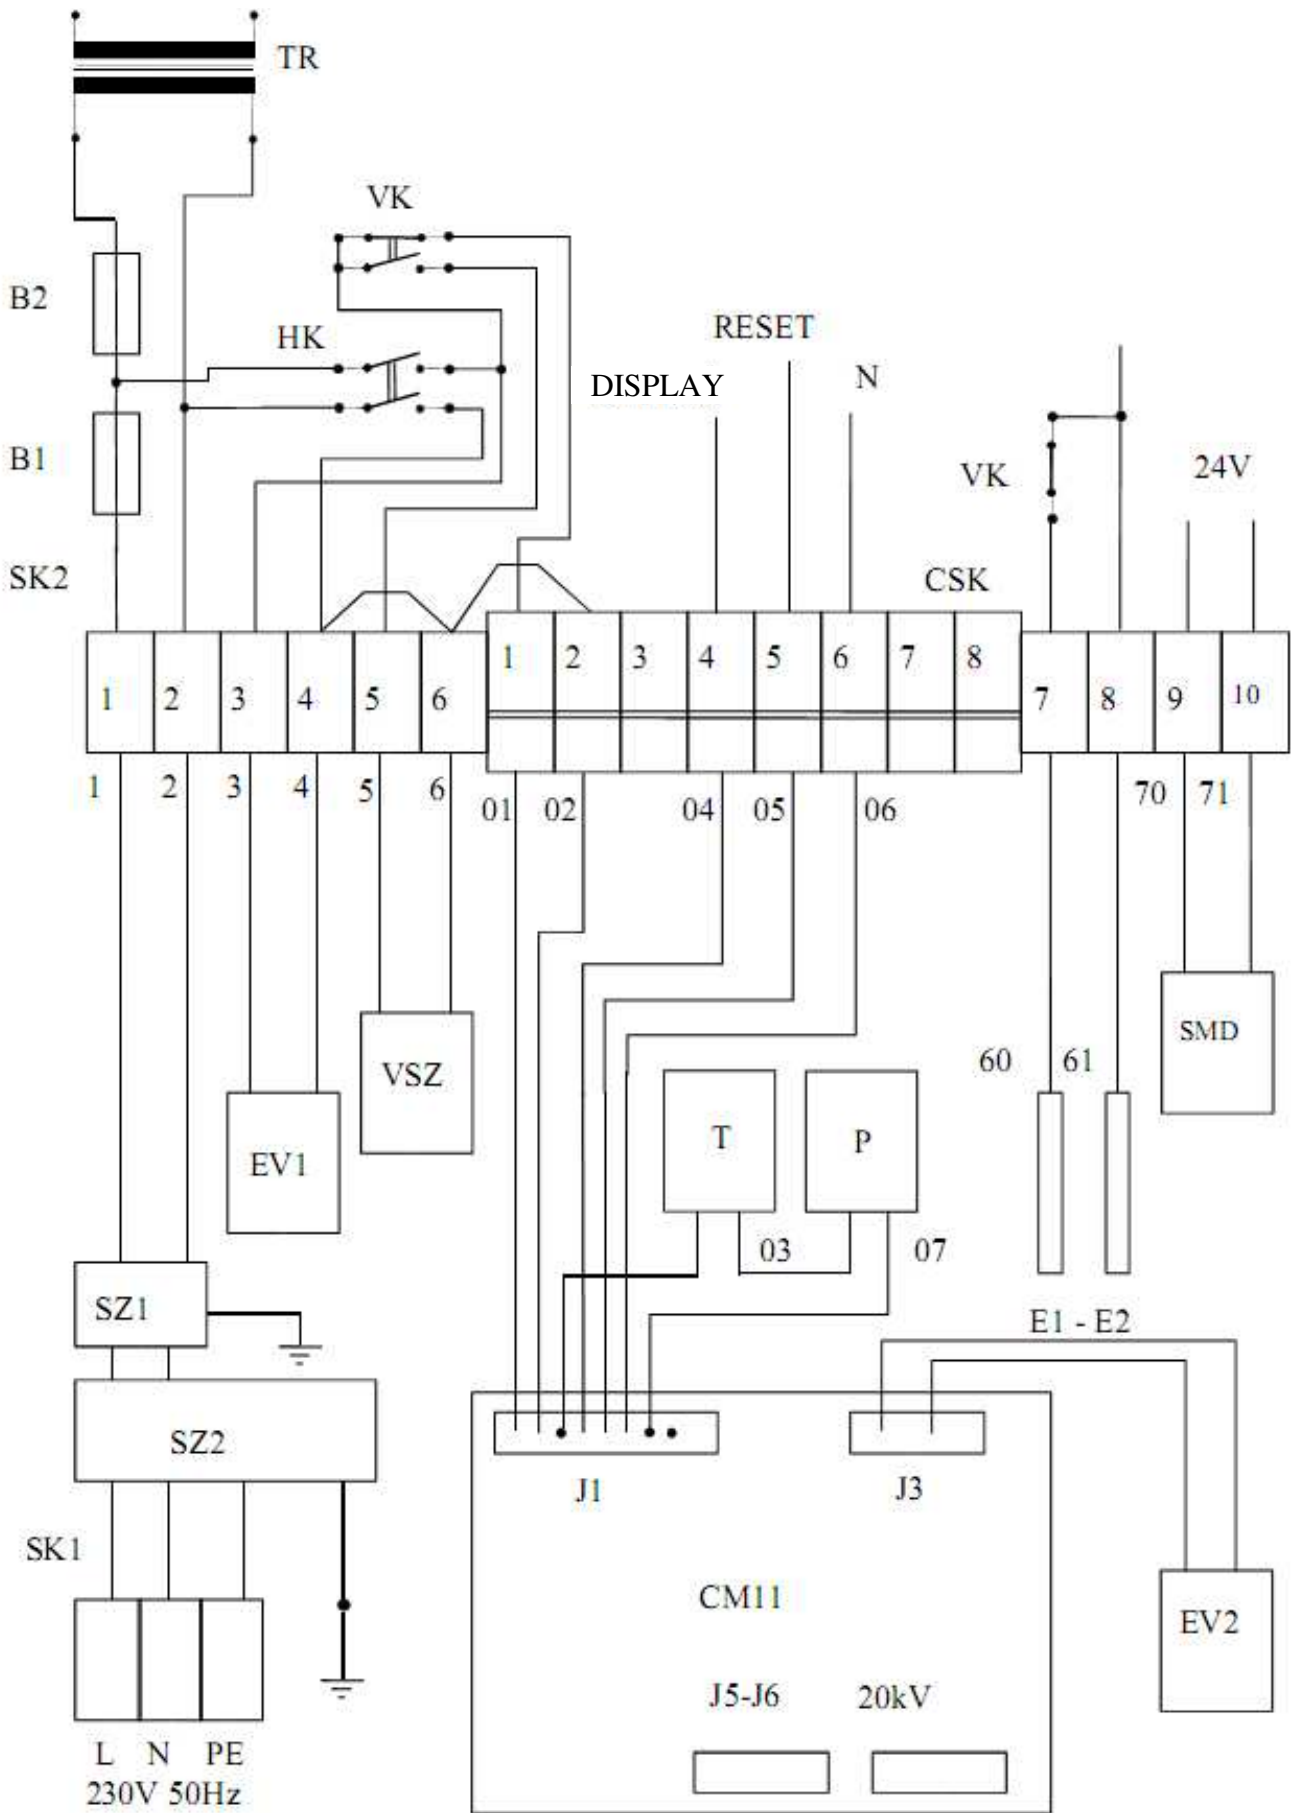 TR
VK
B2
HK
RESET
DISPLAY
N
B1
VK
24V
SK2
CSK
1 2 3 4 5 6 7 8
1 2 3 4 5 6 7 8 9 10
1 2 3 4 5 6 01 02 04 05 06 70 71
SMD
60 61
VSZ
T P
EV1
03 07
SZ1
E1 - E2
SZ2
J1 J3
SK1
CM11
EV2
J5-J6 20kV
L N PE
230V 50Hz